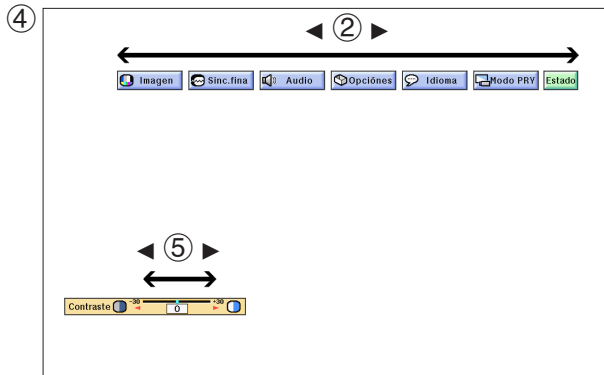 ④
◄ ② ►
Imagen Sinc.fina Audio Opciónes Idioma Modo PRY Estado
◄ ⑤ ►
Contraste -30 0 +30